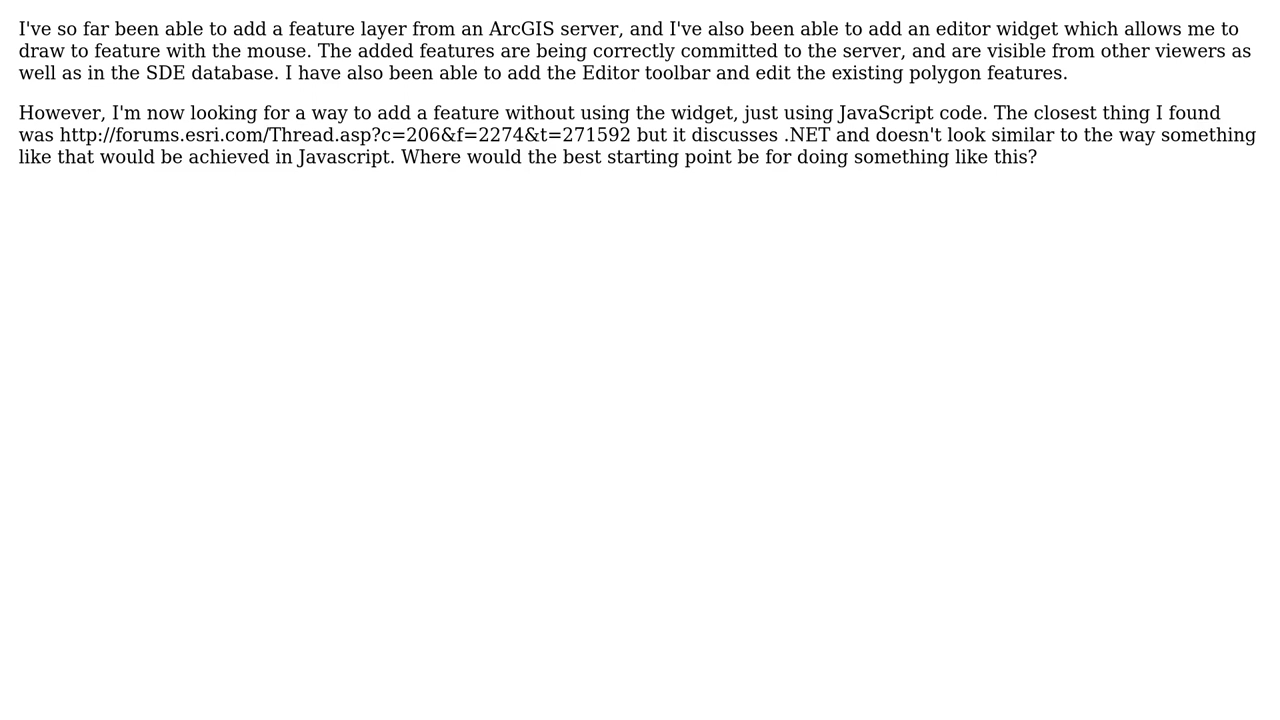 I've so far been able to add a feature layer from an ArcGIS server, and I've also been able to add an editor widget which allows me to
draw to feature with the mouse. The added features are being correctly committed to the server, and are visible from other viewers as
well as in the SDE database. I have also been able to add the Editor toolbar and edit the existing polygon features.
However, I'm now looking for a way to add a feature without using the widget, just using JavaScript code. The closest thing I found
was http://forums.esri.com/Thread.asp?c=206&f=2274&t=271592 but it discusses .NET and doesn't look similar to the way something
like that would be achieved in Javascript. Where would the best starting point be for doing something like this?